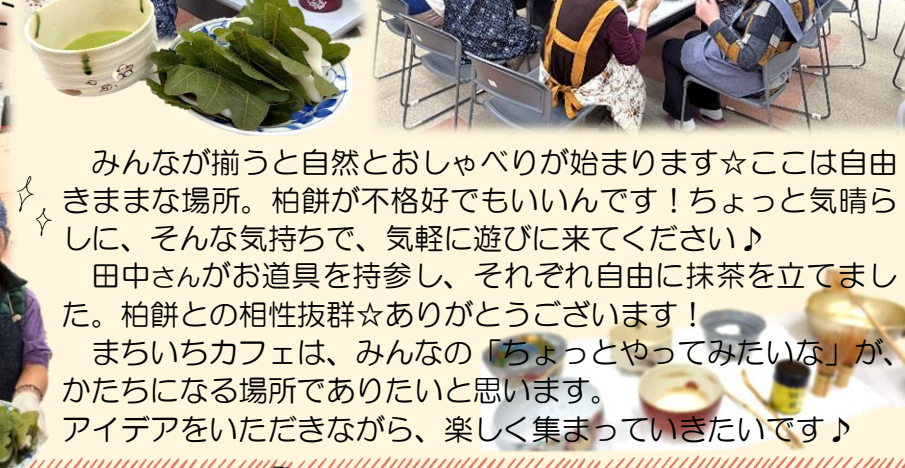 みんなが揃うと自然とおしゃべりが始まります☆ここは自由
きままな場所。柏餅が不格好でもいいんです！ちょっと気晴ら
しに、そんな気持ちで、気軽に遊びに来てください♪
　田中さんがお道具を持参し、それぞれ自由に抹茶を立てまし
た。柏餅との相性抜群☆ありがとうございます！
　まちいちカフェは、みんなの「ちょっとやってみたいな」が、
かたちになる場所でありたいと思います。
アイデアをいただきながら、楽しく集まっていきたいです♪